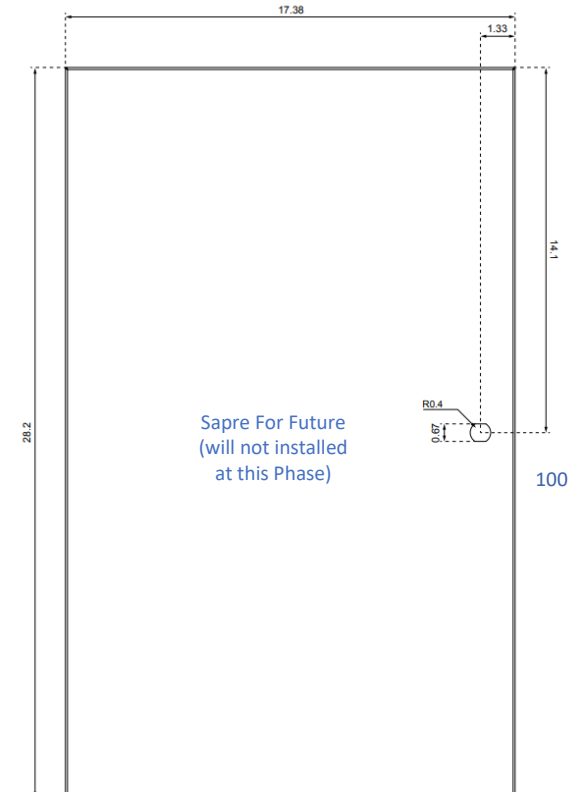 17.38
1.33
14.1
28.2
R0.4
0.67
Sapre For Future
(will not installed
at this Phase)
100